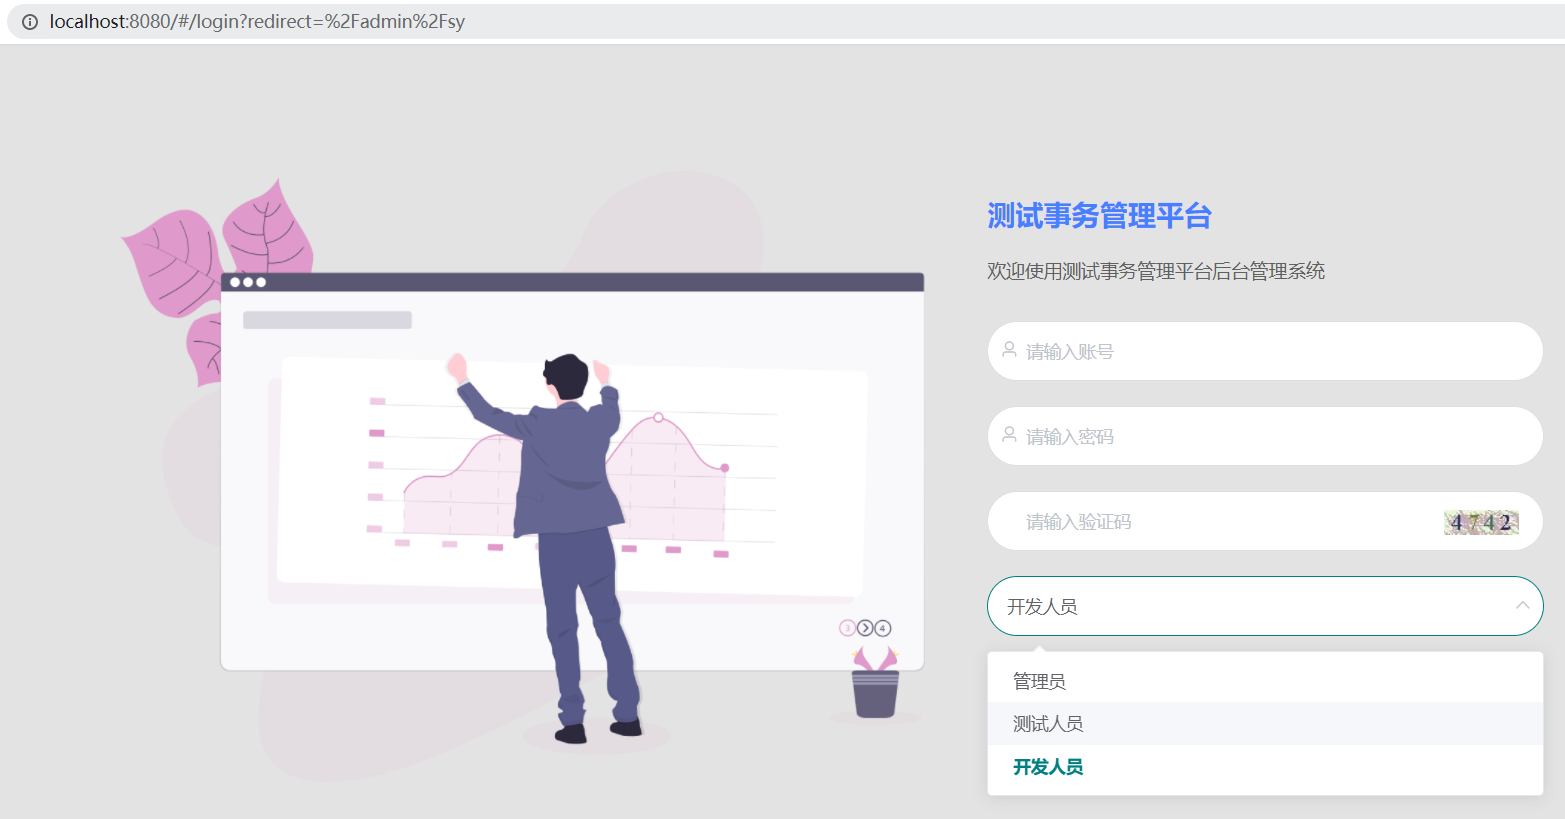 localhost:8080/#/login?redirect=%2Fadmin%2Fsy
测试事务管理平台
欢迎使用测试事务管理平台后台管理系统
请输入账号
请输入密码
请输入验证码
4742
开发人员
3 4
管理员
测试人员
开发人员